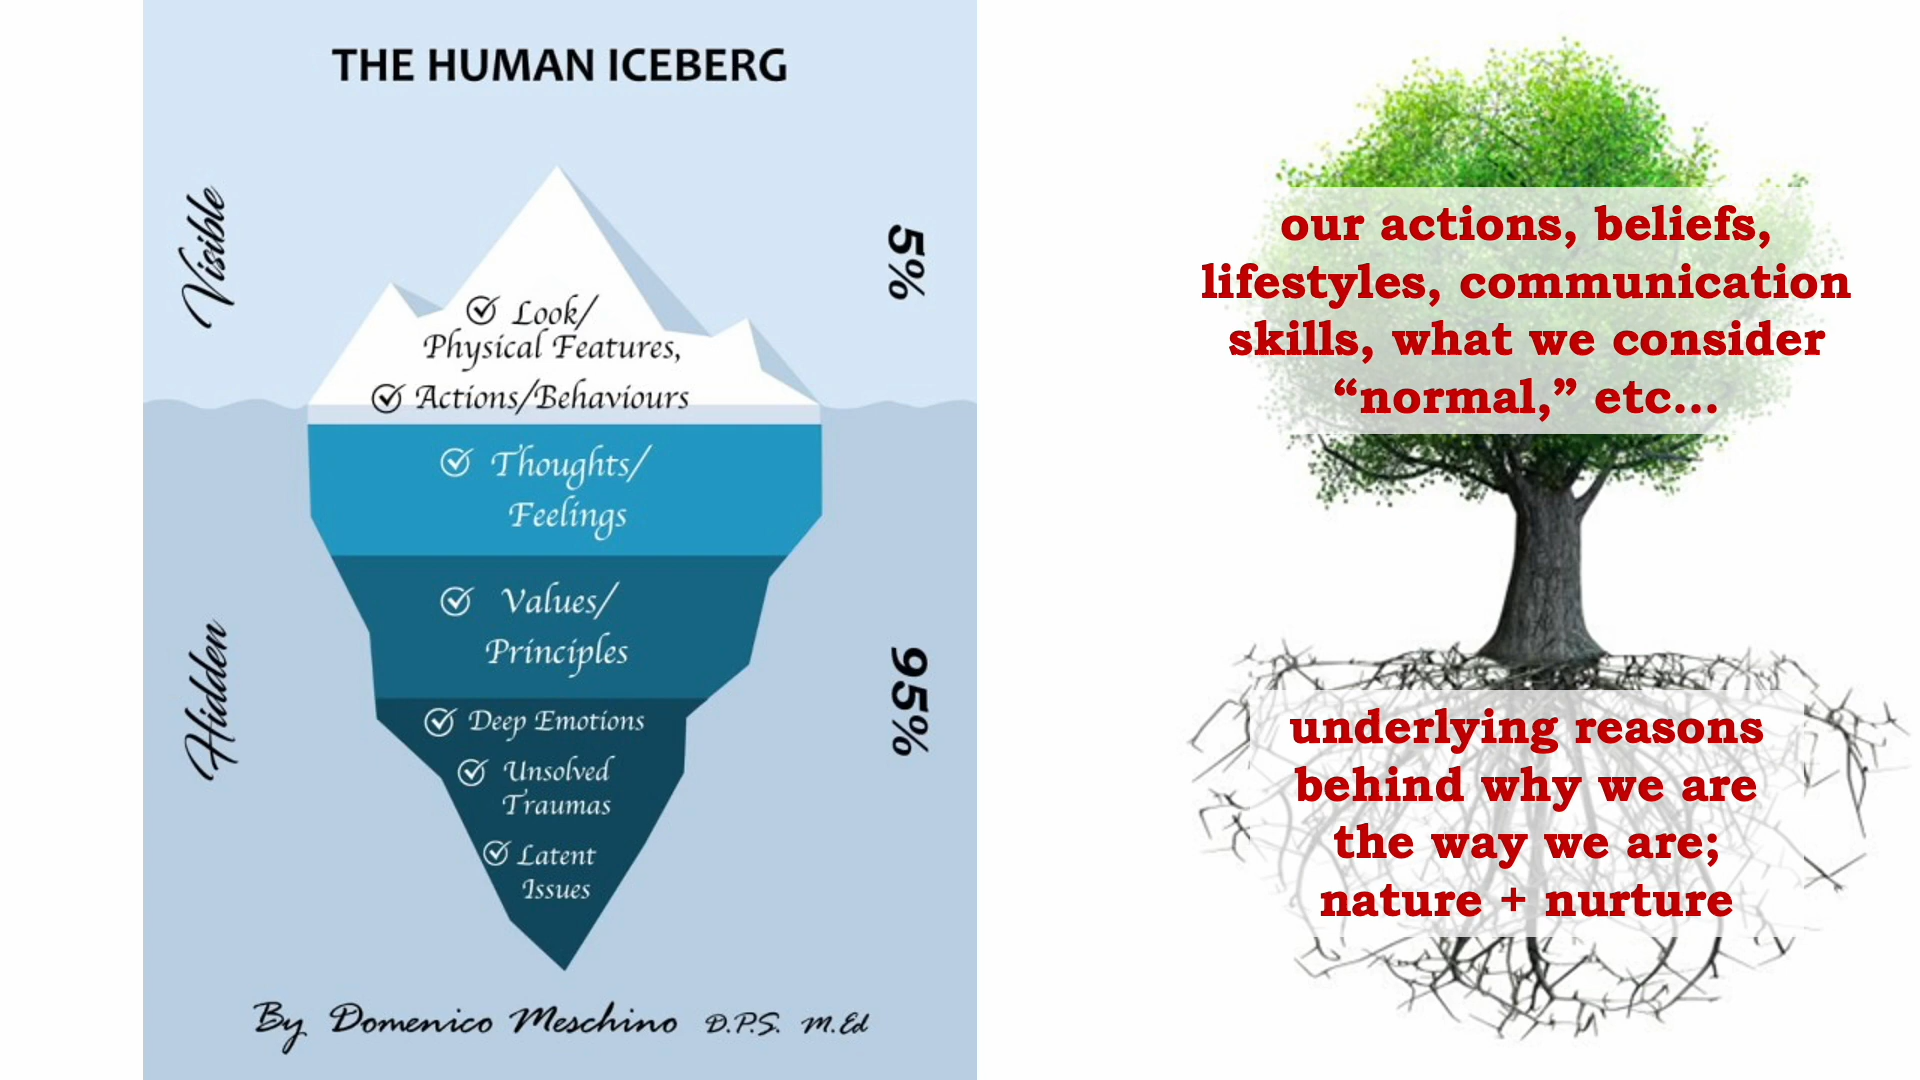 THE HUMAN ICEBERG
Visible
5%
Look/
Physical Features,
Actions/Behaviours
Thoughts/
Feelings
Values/
Principles
Hidden
95%
Deep Emotions
Unsolved
Traumas
Latent
Issues
By Domenico Meschino D.P.S. M.Ed
our actions, beliefs,
lifestyles, communication
skills, what we consider
“normal,” etc...
underlying reasons
behind why we are
the way we are;
nature + nurture